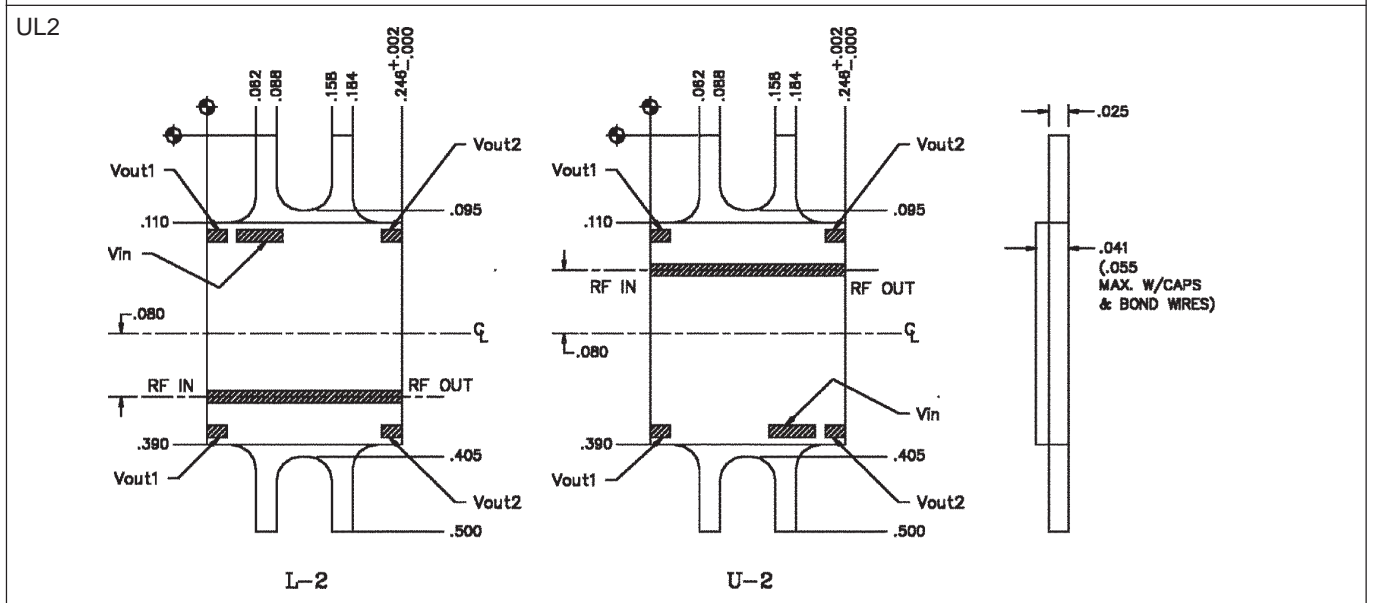 UL2
.062
.088
.158
.184
.248 +.002 -.000
Vout1
Vout2
.110
.095
Vin
.080
CL
RF IN
RF OUT
.390
.405
Vout1
Vout2
.500
L-2
.062
.088
.158
.184
.248 +.002 -.000
Vout1
Vout2
.110
.095
RF IN
RF OUT
CL
.080
Vin
.390
.405
Vout1
Vout2
.500
U-2
.025
.041
(.055
MAX. W/CAPS
& BOND WIRES)